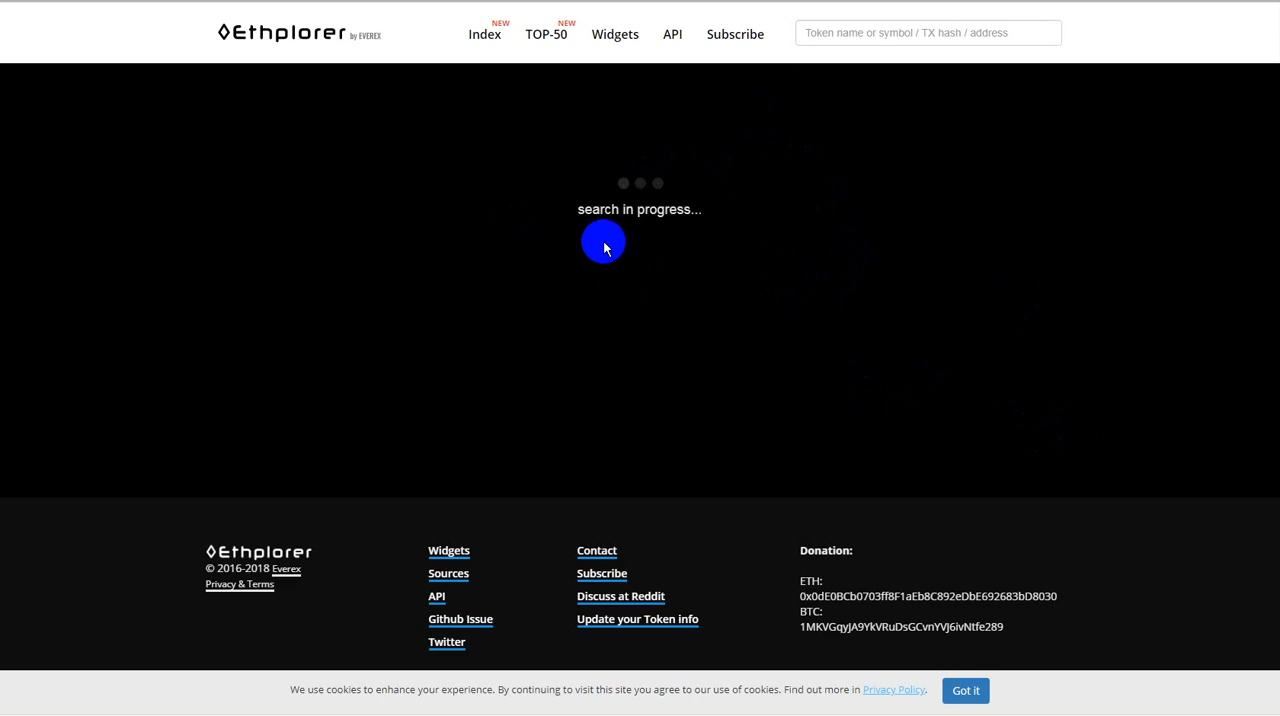 Ethplorer by EVEREX
NEW NEW
Index TOP-50 Widgets API Subscribe
Token name or symbol / TX hash / address
search in progress...
Ethplorer
© 2016-2018 Everex
Privacy & Terms
Widgets
Sources
API
Github Issue
Twitter
Contact
Subscribe
Discuss at Reddit
Update your Token info
Donation:
ETH:
0x0dE0BCb0703ff8F1aEb8C892eDbE692683bD8030
BTC:
1MKVGqyJA9YkVRuDsGCvnYVJ6ivNtfe289
We use cookies to enhance your experience. By continuing to visit this site you agree to our use of cookies. Find out more in Privacy Policy.
Got it